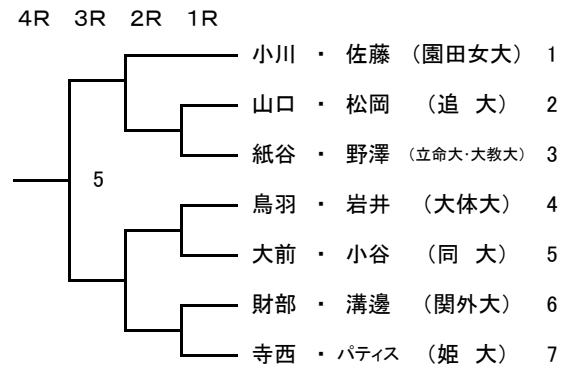 4R 3R 2R 1R
小川 ・ 佐藤 （園田女大） 1
山口 ・ 松岡 （追 大） 2
紙谷 ・ 野澤 （立命大・大教大） 3
5
鳥羽 ・ 岩井 （大体大） 4
大前 ・ 小谷 （同 大） 5
財部 ・ 溝邊 （関外大） 6
寺西 ・ パティス （姫 大） 7